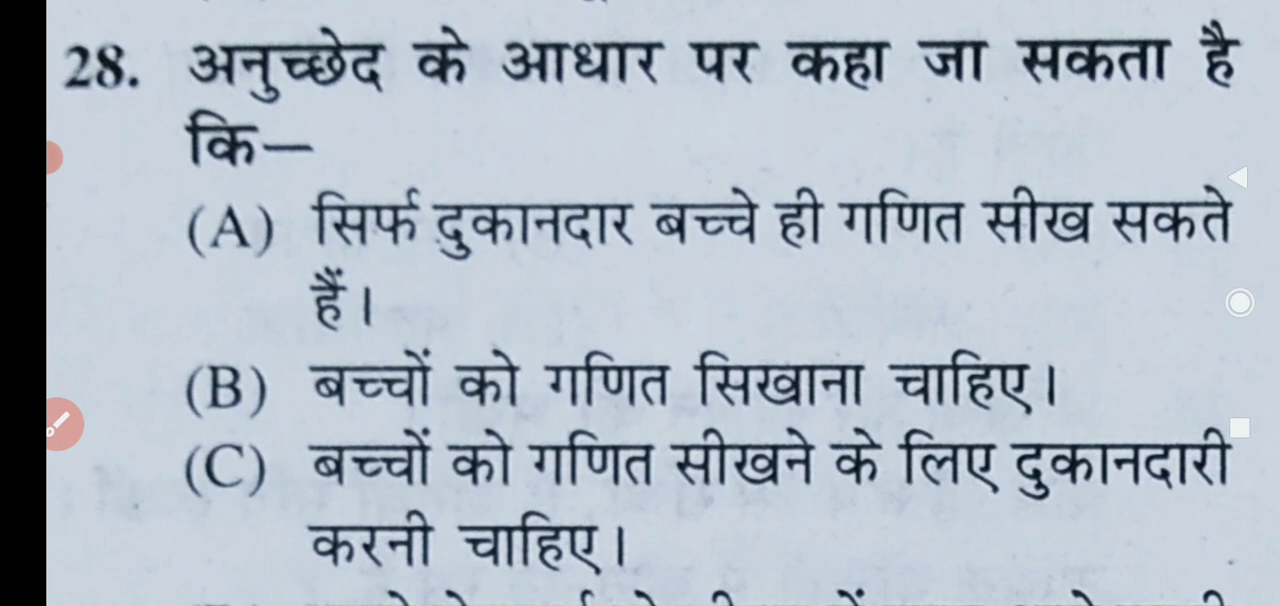 28. अनुच्छेद के आधार पर कहा जा सकता है
कि—
(A) सिर्फ दुकानदार बच्चे ही गणित सीख सकते
हैं।
(B) बच्चों को गणित सिखाना चाहिए।
(C) बच्चों को गणित सीखने के लिए दुकानदारी
करनी चाहिए।